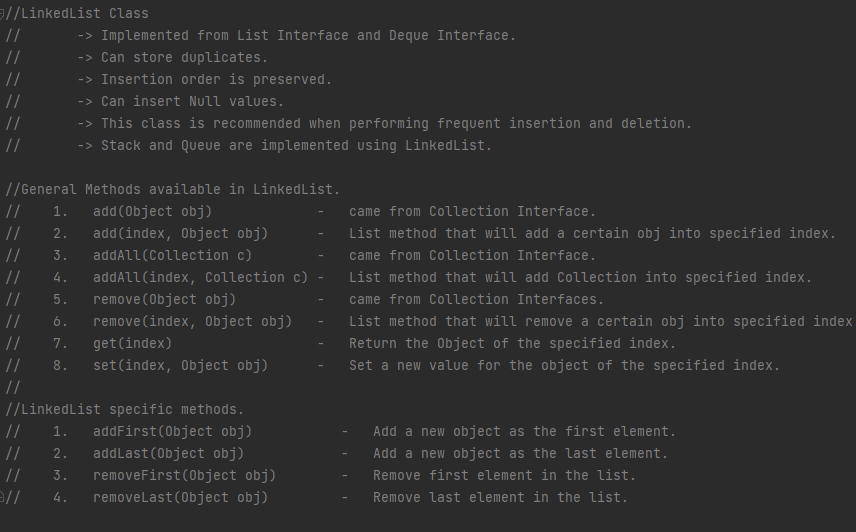 //LinkedList Class
//       -> Implemented from List Interface and Deque Interface.
//       -> Can store duplicates.
//       -> Insertion order is preserved.
//       -> Can insert Null values.
//       -> This class is recommended when performing frequent insertion and deletion.
//       -> Stack and Queue are implemented using LinkedList.
//General Methods available in LinkedList.
//    1.   add(Object obj)             -   came from Collection Interface.
//    2.   add(index, Object obj)      -   List method that will add a certain obj into specified index.
//    3.   addAll(Collection c)        -   came from Collection Interface.
//    4.   addAll(index, Collection c) -   List method that will add Collection into specified index.
//    5.   remove(Object obj)          -   came from Collection Interfaces.
//    6.   remove(index, Object obj)   -   List method that will remove a certain obj into specified index
//    7.   get(index)                  -   Return the Object of the specified index.
//    8.   set(index, Object obj)      -   Set a new value for the object of the specified index.
//
//LinkedList specific methods.
//    1.   addFirst(Object obj)           -   Add a new object as the first element.
//    2.   addLast(Object obj)            -   Add a new object as the last element.
//    3.   removeFirst(Object obj)        -   Remove first element in the list.
//    4.   removeLast(Object obj)         -   Remove last element in the list.